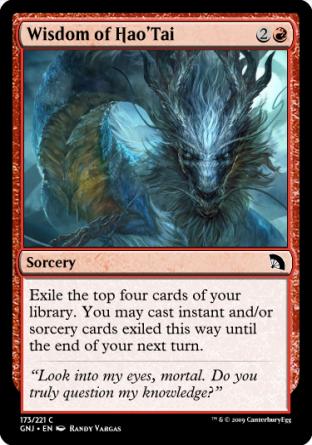 Wisdom of Ḥao'Tai 2
Sorcery
Exile the top four cards of your
library. You may cast instant and/or
sorcery cards exiled this way until
the end of your next turn.
“Look into my eyes, mortal. Do you
truly question my knowledge?”
173/221 C
GNJ • EN RANDY VARGAS
™ & © 2019 CanterburyEgg